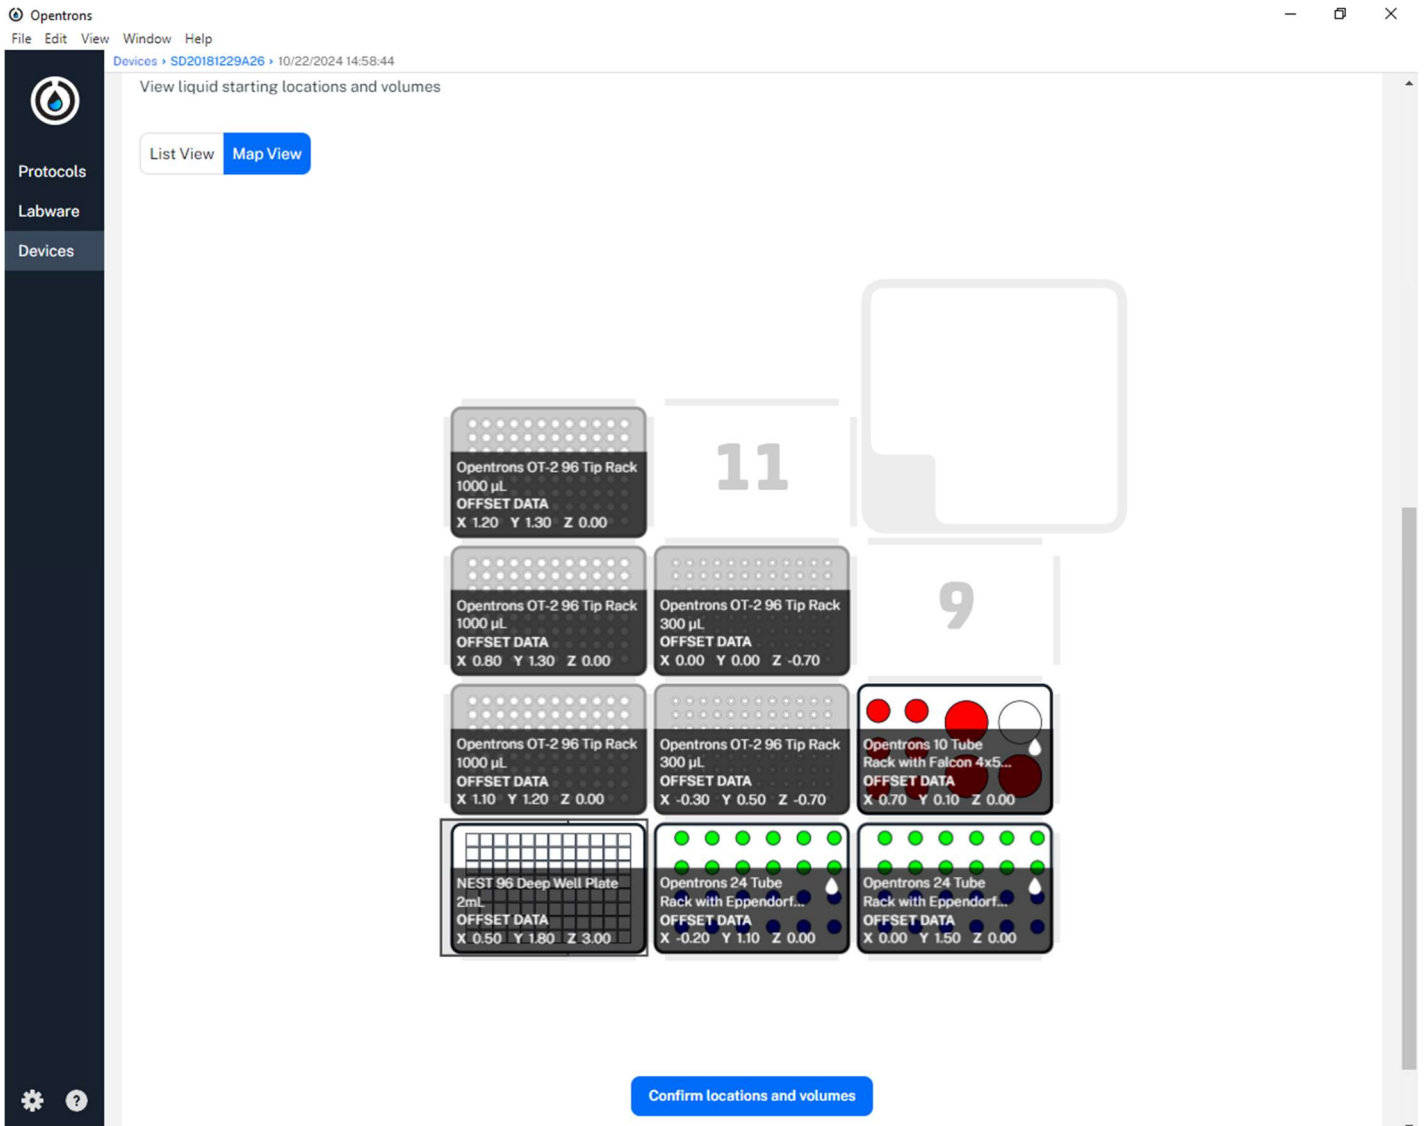 Opentrons
File Edit View Window Help
Devices › SD20181229A26 › 10/22/2024 14:58:44
View liquid starting locations and volumes
List View Map View
Protocols
Labware
Devices
Opentrons OT-2 96 Tip Rack
1000 µL
OFFSET DATA
X 1.20 Y 1.30 Z 0.00
11
Opentrons OT-2 96 Tip Rack
1000 µL
OFFSET DATA
X 0.80 Y 1.30 Z 0.00
Opentrons OT-2 96 Tip Rack
300 µL
OFFSET DATA
X 0.00 Y 0.00 Z -0.70
9
Opentrons OT-2 96 Tip Rack
1000 µL
OFFSET DATA
X 1.10 Y 1.20 Z 0.00
Opentrons OT-2 96 Tip Rack
300 µL
OFFSET DATA
X -0.30 Y 0.50 Z -0.70
Opentrons 10 Tube
Rack with Falcon 4x5...
OFFSET DATA
X 0.70 Y 0.10 Z 0.00
NEST 96 Deep Well Plate
2mL
OFFSET DATA
X 0.50 Y 1.80 Z 3.00
Opentrons 24 Tube
Rack with Eppendorf...
OFFSET DATA
X -0.20 Y 1.10 Z 0.00
Opentrons 24 Tube
Rack with Eppendorf...
OFFSET DATA
X 0.00 Y 1.50 Z 0.00
?
Confirm locations and volumes